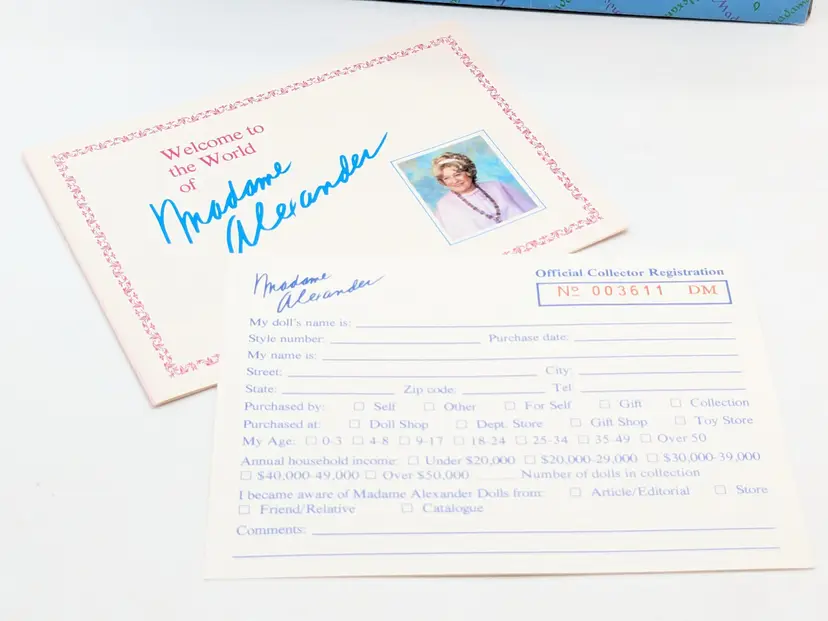 Welcome to
the World
of
Madame
Alexander
Madame
Alexander
Official Collector Registration
Nº 003611 DM
My doll's name is:
Style number: Purchase date:
My name is:
Street: City:
State: Zip code: Tel
Purchased by: □ Self □ Other □ For Self □ Gift □ Collection
Purchased at: □ Doll Shop □ Dept. Store □ Gift Shop □ Toy Store
My Age: □ 0-3 □ 4-8 □ 9-17 □ 18-24 □ 25-34 □ 35-49 □ Over 50
Annual household income: □ Under $20,000 □ $20,000-29,000 □ $30,000-39,000
□ $40,000-49,000 □ Over $50,000 Number of dolls in collection
I became aware of Madame Alexander Dolls from: □ Article/Editorial □ Store
□ Friend/Relative □ Catalogue
Comments: